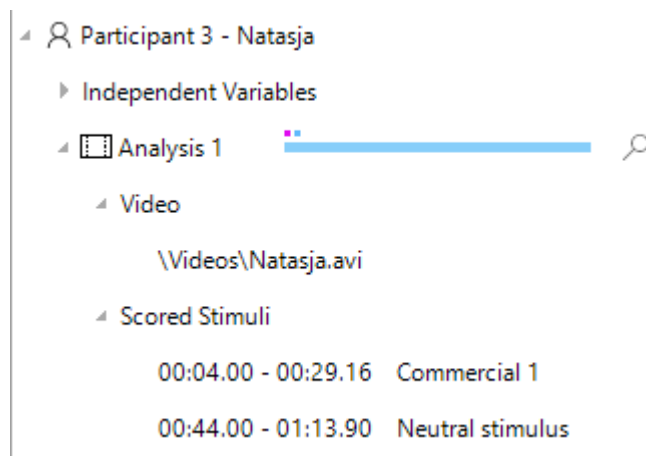 Participant 3 - Natasja
Independent Variables
Analysis 1
Video
\Videos\Natasja.avi
Scored Stimuli
00:04.00 - 00:29.16 Commercial 1
00:44.00 - 01:13.90 Neutral stimulus